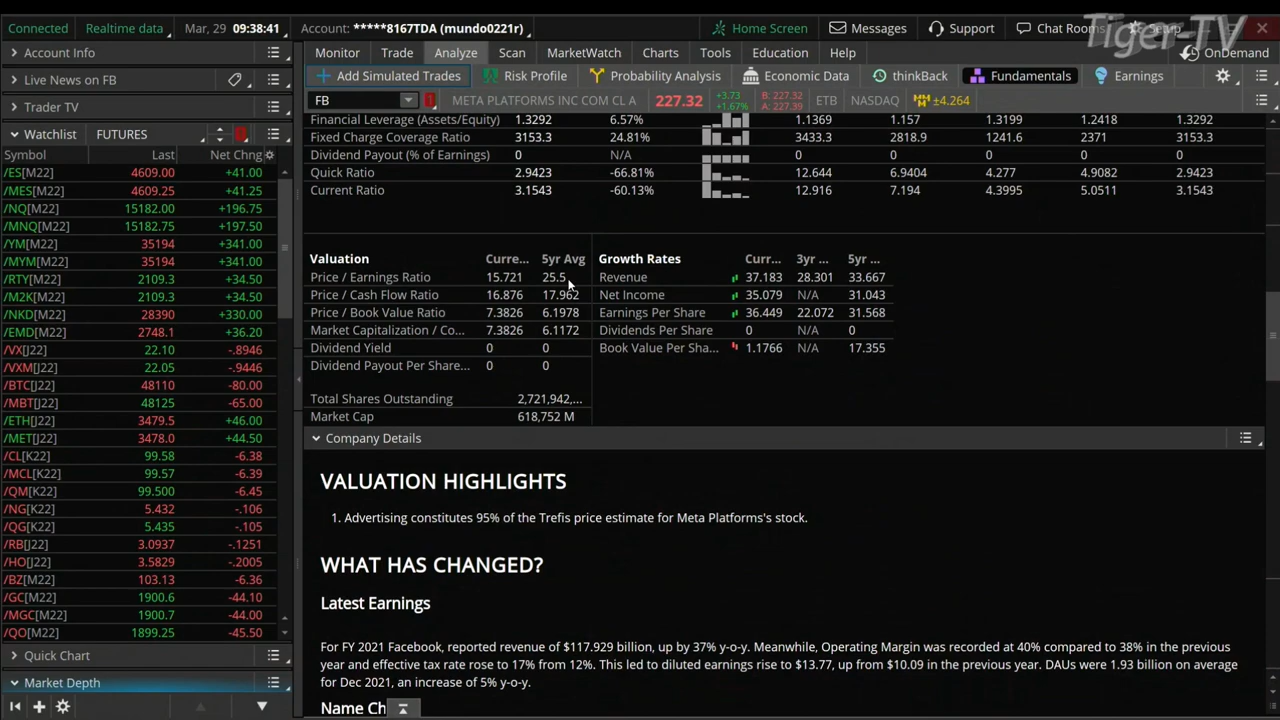 Connected Realtime data Mar, 29 09:38:41 Account: *****8167TDA (mundo0221r) Home Screen Messages Support Chat Rooms Setup
Tiger-TV
Account Info
Live News on FB
Trader TV
Watchlist FUTURES
Symbol Last Net Chng
/ES[M22] 4609.00 +41.00
/MES[M22] 4609.25 +41.25
/NQ[M22] 15182.00 +196.75
/MNQ[M22] 15182.75 +197.50
/YM[M22] 35194 +341.00
/MYM[M22] 35194 +341.00
/RTY[M22] 2109.3 +34.50
/M2K[M22] 2109.3 +34.50
/NKD[M22] 28390 +330.00
/EMD[M22] 2748.1 +36.20
/VX[J22] 22.10 -.8946
/VXM[J22] 22.05 -.9446
/BTC[J22] 48110 -80.00
/MBT[J22] 48125 -65.00
/ETH[J22] 3479.5 +46.00
/MET[J22] 3478.0 +44.50
/CL[K22] 99.58 -6.38
/MCL[K22] 99.57 -6.39
/QM[K22] 99.500 -6.45
/NG[K22] 5.432 -.106
/QG[K22] 5.435 -.105
/RB[J22] 3.0937 -.1251
/HO[J22] 3.5829 -.2005
/BZ[M22] 103.13 -6.36
/GC[M22] 1900.6 -44.10
/MGC[M22] 1900.7 -44.00
/QO[M22] 1899.25 -45.50
Quick Chart
Market Depth
Monitor Trade Analyze Scan MarketWatch Charts Tools Education Help OnDemand
Add Simulated Trades Risk Profile Probability Analysis Economic Data thinkBack Fundamentals Earnings
FB META PLATFORMS INC COM CL A 227.32 +3.73 +1.67% B: 227.32 A: 227.39 ETB NASDAQ ±4.264
Financial Leverage (Assets/Equity) 1.3292 6.57% 1.1369 1.157 1.3199 1.2418 1.3292
Fixed Charge Coverage Ratio 3153.3 24.81% 3433.3 2818.9 1241.6 2371 3153.3
Dividend Payout (% of Earnings) 0 N/A 0 0 0 0 0
Quick Ratio 2.9423 -66.81% 12.644 6.9404 4.277 4.9082 2.9423
Current Ratio 3.1543 -60.13% 12.916 7.194 4.3995 5.0511 3.1543
Valuation Curre... 5yr Avg
Price / Earnings Ratio 15.721 25.5
Price / Cash Flow Ratio 16.876 17.962
Price / Book Value Ratio 7.3826 6.1978
Market Capitalization / Co... 7.3826 6.1172
Dividend Yield 0 0
Dividend Payout Per Share... 0 0
Total Shares Outstanding 2,721,942,...
Market Cap 618,752 M
Growth Rates Curr... 3yr ... 5yr ...
Revenue 37.183 28.301 33.667
Net Income 35.079 N/A 31.043
Earnings Per Share 36.449 22.072 31.568
Dividends Per Share 0 0 0
Book Value Per Sha... 1.1766 N/A 17.355
Company Details
VALUATION HIGHLIGHTS
1. Advertising constitutes 95% of the Trefis price estimate for Meta Platforms's stock.
WHAT HAS CHANGED?
Latest Earnings
For FY 2021 Facebook, reported revenue of $117.929 billion, up by 37% y-o-y. Meanwhile, Operating Margin was recorded at 40% compared to 38% in the previous
year and effective tax rate rose to 17% from 12%. This led to diluted earnings rise to $13.77, up from $10.09 in the previous year. DAUs were 1.93 billion on average
for Dec 2021, an increase of 5% y-o-y.
Name Ch